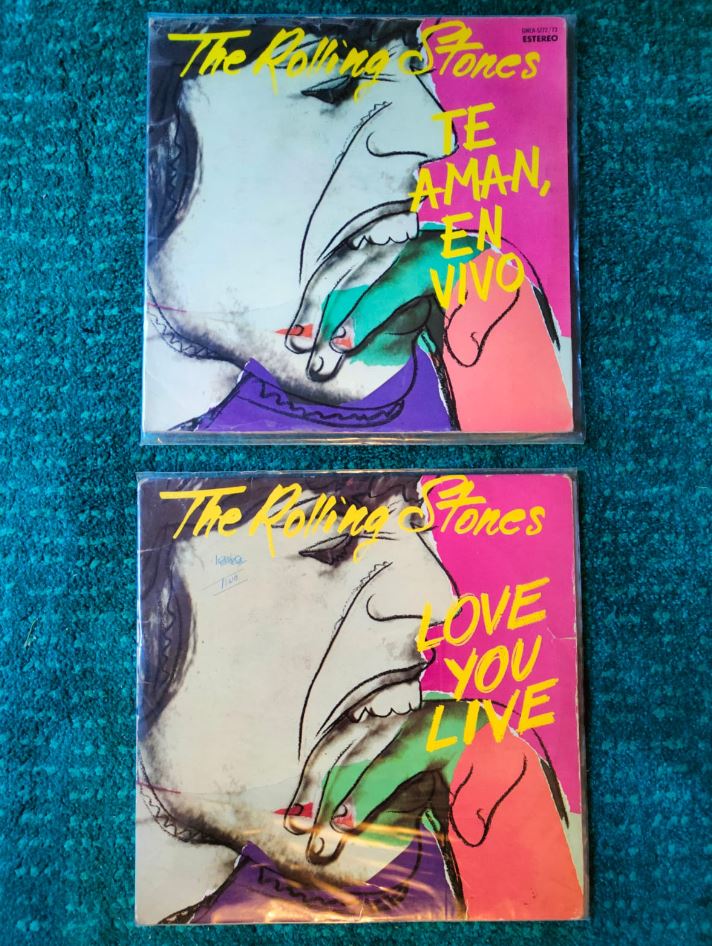 The Rolling Stones
ESTEREO
TE
AMAN,
EN
VIVO
The Rolling Stones
LOVE
YOU
LIVE